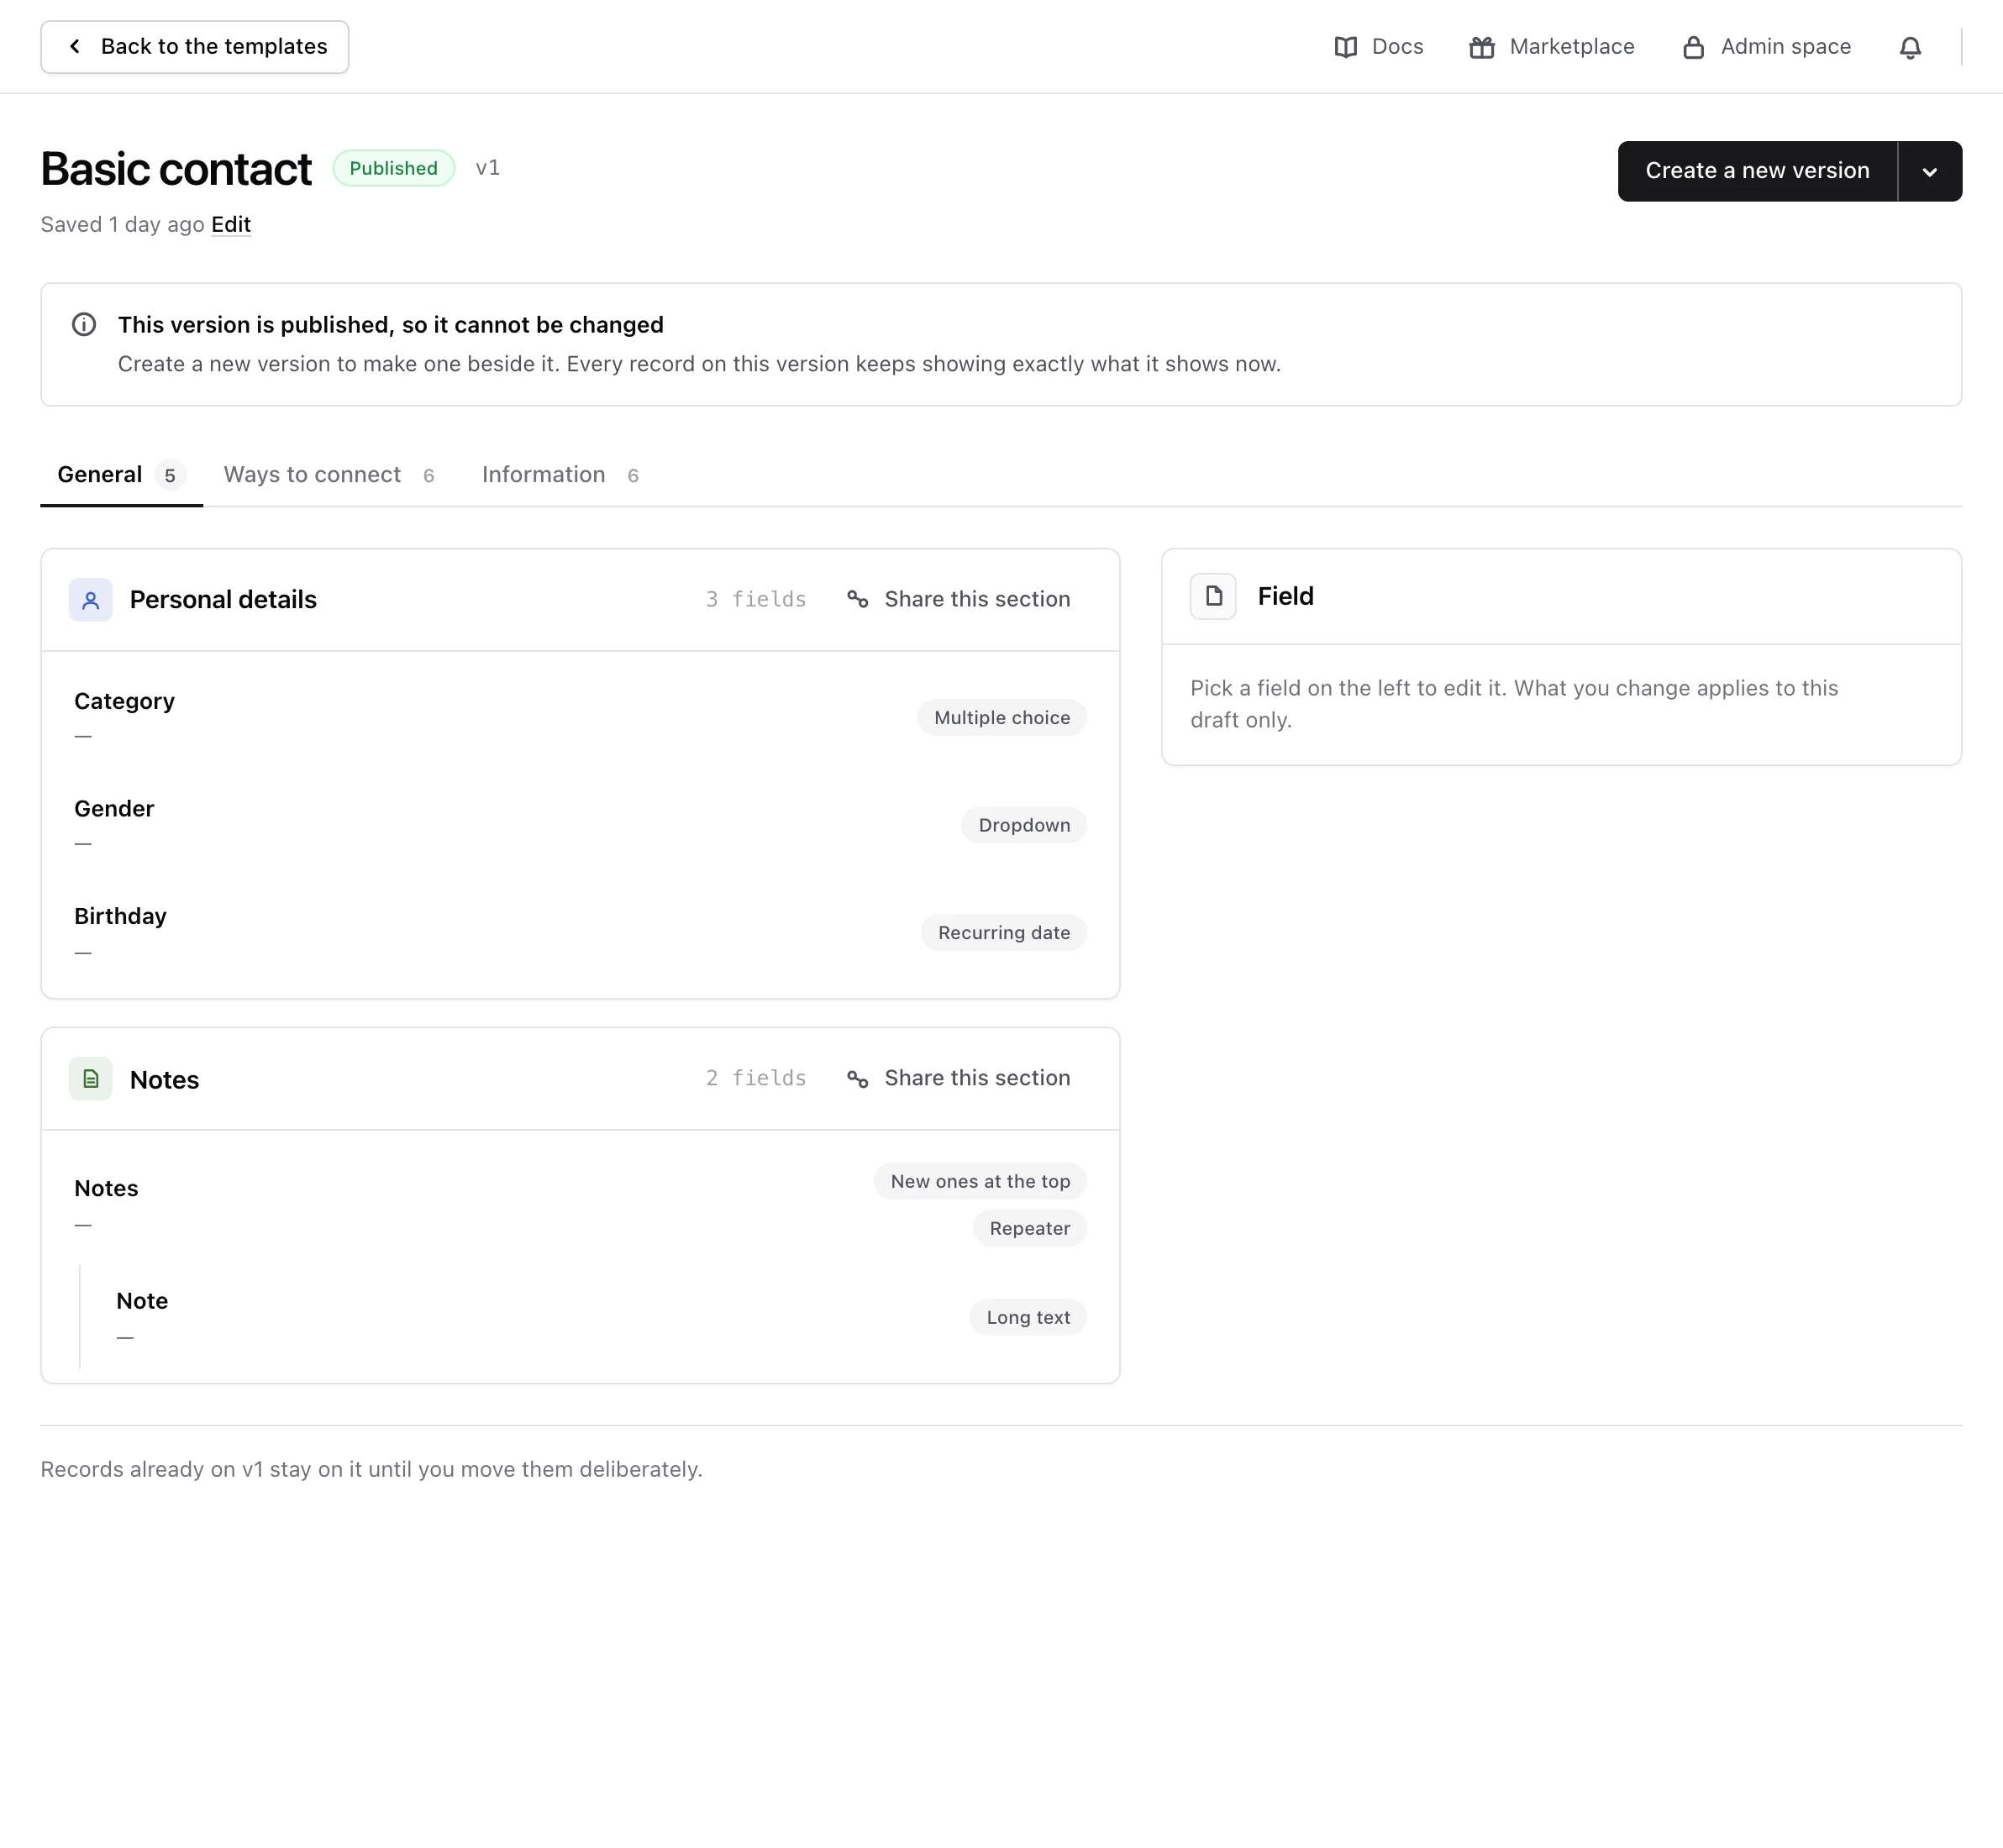 Back to the templates
Docs
Marketplace
Admin space
Basic contact
Published
v1
Create a new version
Saved 1 day ago Edit
This version is published, so it cannot be changed
Create a new version to make one beside it. Every record on this version keeps showing exactly what it shows now.
General 5
Ways to connect 6
Information 6
Personal details
3 fields
Share this section
Category
—
Multiple choice
Gender
—
Dropdown
Birthday
—
Recurring date
Field
Pick a field on the left to edit it. What you change applies to this
draft only.
Notes
2 fields
Share this section
Notes
—
New ones at the top
Repeater
Note
—
Long text
Records already on v1 stay on it until you move them deliberately.